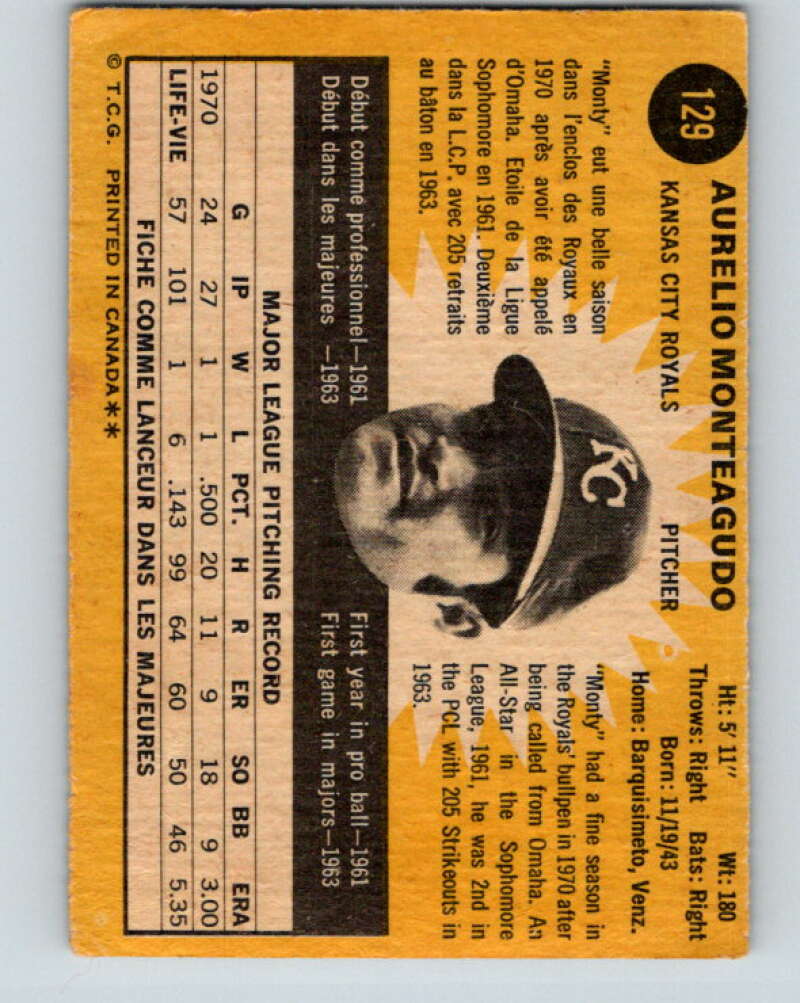 129
AURELIO MONTEAGUDO
KANSAS CITY ROYALS PITCHER
Ht: 5' 11" Wt: 180
Born: 11/19/43
Throws: Right Bats: Right
Home: Barquisimeto, Venz.
"Monty" eut une belle saison
dans l'enclos des Royaux en
1970 après avoir été appelé
d'Omaha. Etoile de la Ligue
Sophomore en 1961. Deuxième
dans la L.C.P. avec 205 retraits
au bâton en 1963.
KC
"Monty" had a fine season in
the Royals' bullpen in 1970 after
being called from Omaha. An
All-Star in the Sophomore
League, 1961, he was 2nd in
the PCL with 205 Strikeouts in
1963.
Début comme professionnel—1961
Début dans les majeures —1963
First year in pro ball—1961
First game in majors—1963
MAJOR LEAGUE PITCHING RECORD
G IP W L PCT. H R ER SO BB ERA
1970 24 27 1 1 .500 20 11 9 18 9 3.00
LIFE-VIE 57 101 1 6 .143 99 64 60 50 46 5.35
FICHE COMME LANCEUR DANS LES MAJEURES
© T.C.G. PRINTED IN CANADA**